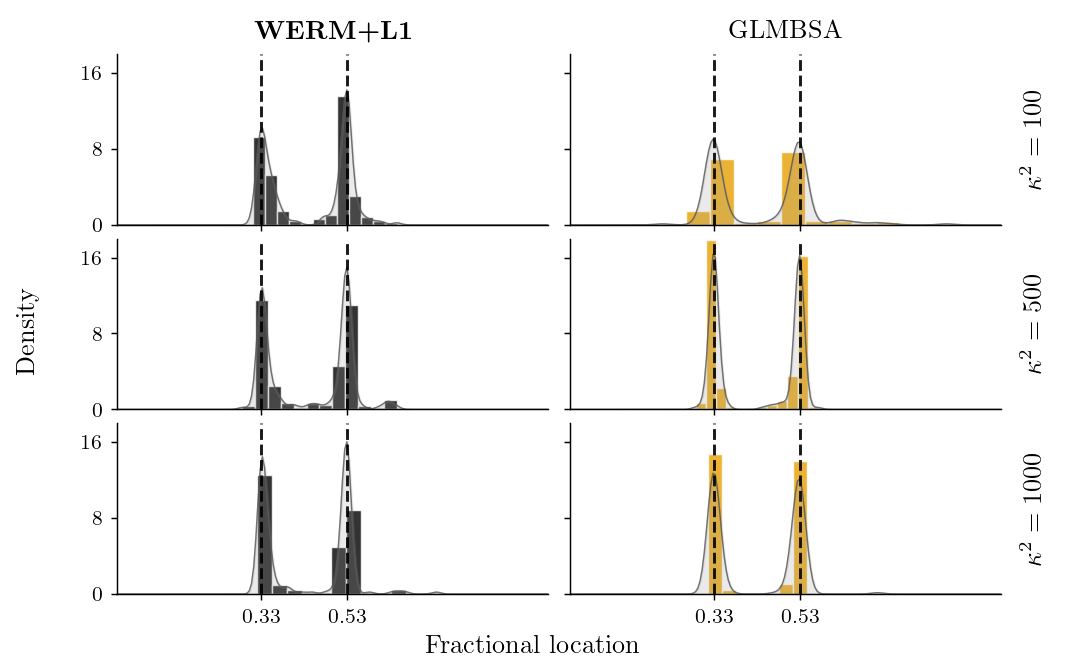 WERM+L1
GLMBSA
16
8
0
κ² = 100
16
8
0
κ² = 500
Density
16
8
0
κ² = 1000
0.33
0.53
0.33
0.53
Fractional location